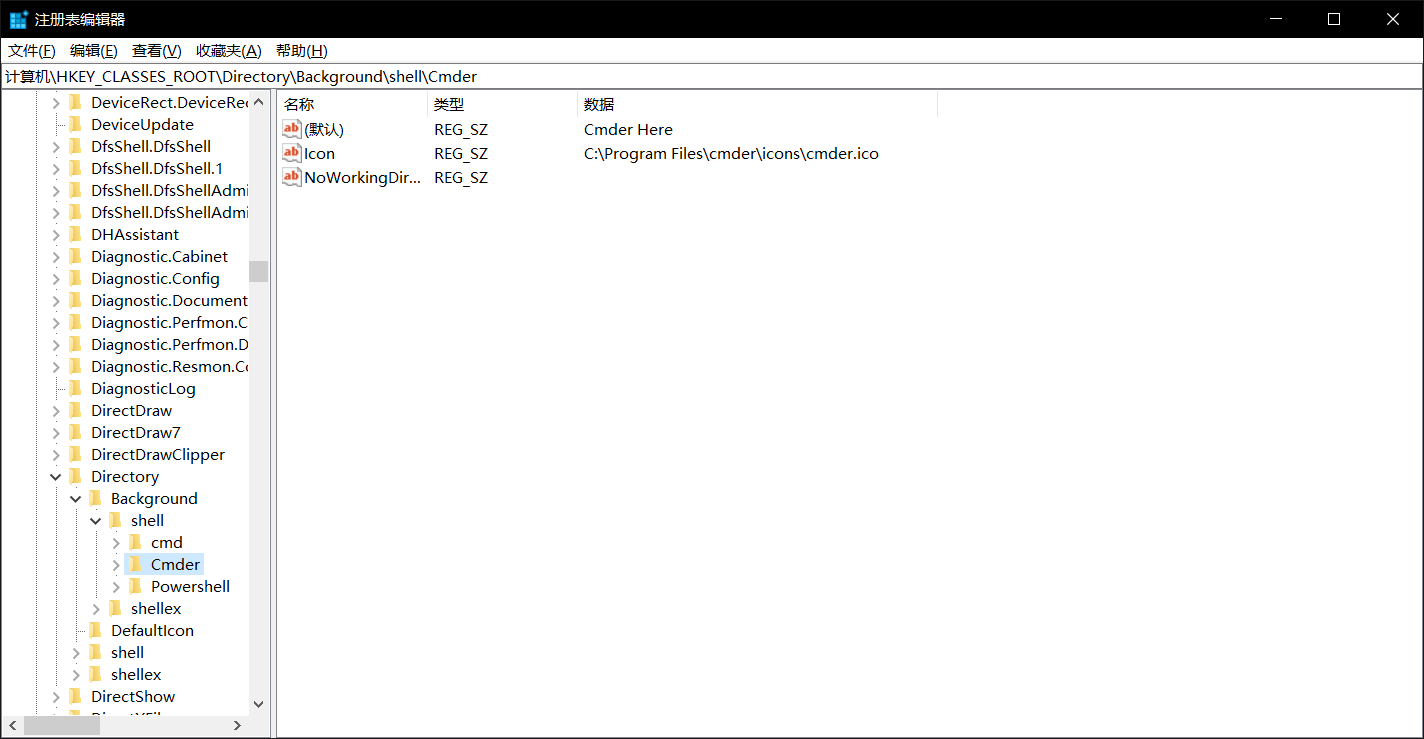 注册表编辑器
文件(F) 编辑(E) 查看(V) 收藏夹(A) 帮助(H)
计算机\HKEY_CLASSES_ROOT\Directory\Background\shell\Cmder
DeviceRect.DeviceRec
DeviceUpdate
DfsShell.DfsShell
DfsShell.DfsShell.1
DfsShell.DfsShellAdmi
DfsShell.DfsShellAdmi
DHAssistant
Diagnostic.Cabinet
Diagnostic.Config
Diagnostic.Document
Diagnostic.Perfmon.C
Diagnostic.Perfmon.D
Diagnostic.Resmon.Co
DiagnosticLog
DirectDraw
DirectDraw7
DirectDrawClipper
Directory
Background
shell
cmd
Cmder
Powershell
shellex
DefaultIcon
shell
shellex
DirectShow
名称 类型 数据
ab (默认) REG_SZ Cmder Here
ab Icon REG_SZ C:\Program Files\cmder\icons\cmder.ico
ab NoWorkingDir... REG_SZ